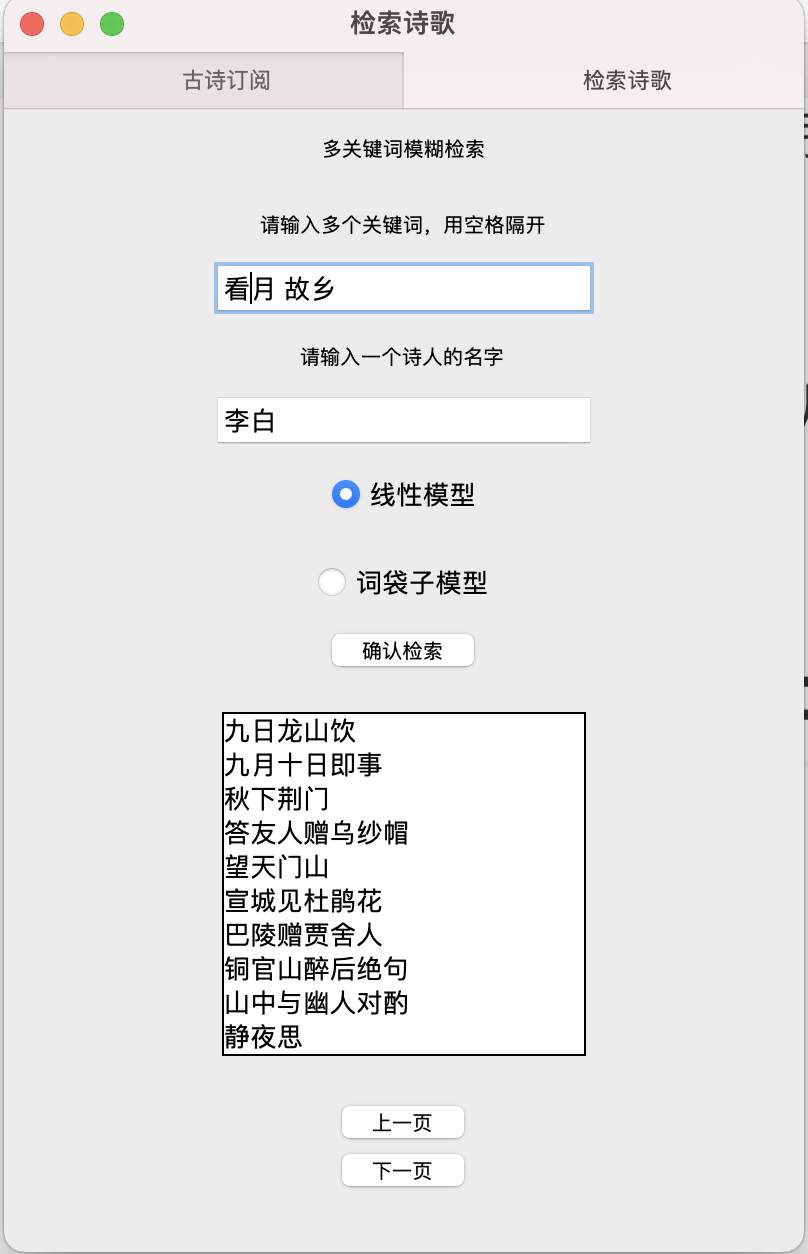 检索诗歌
古诗订阅 检索诗歌
多关键词模糊检索
请输入多个关键词，用空格隔开
看月 故乡
请输入一个诗人的名字
李白
线性模型
词袋子模型
确认检索
九日龙山饮
九月十日即事
秋下荆门
答友人赠乌纱帽
望天门山
宣城见杜鹃花
巴陵赠贾舍人
铜官山醉后绝句
山中与幽人对酌
静夜思
上一页
下一页